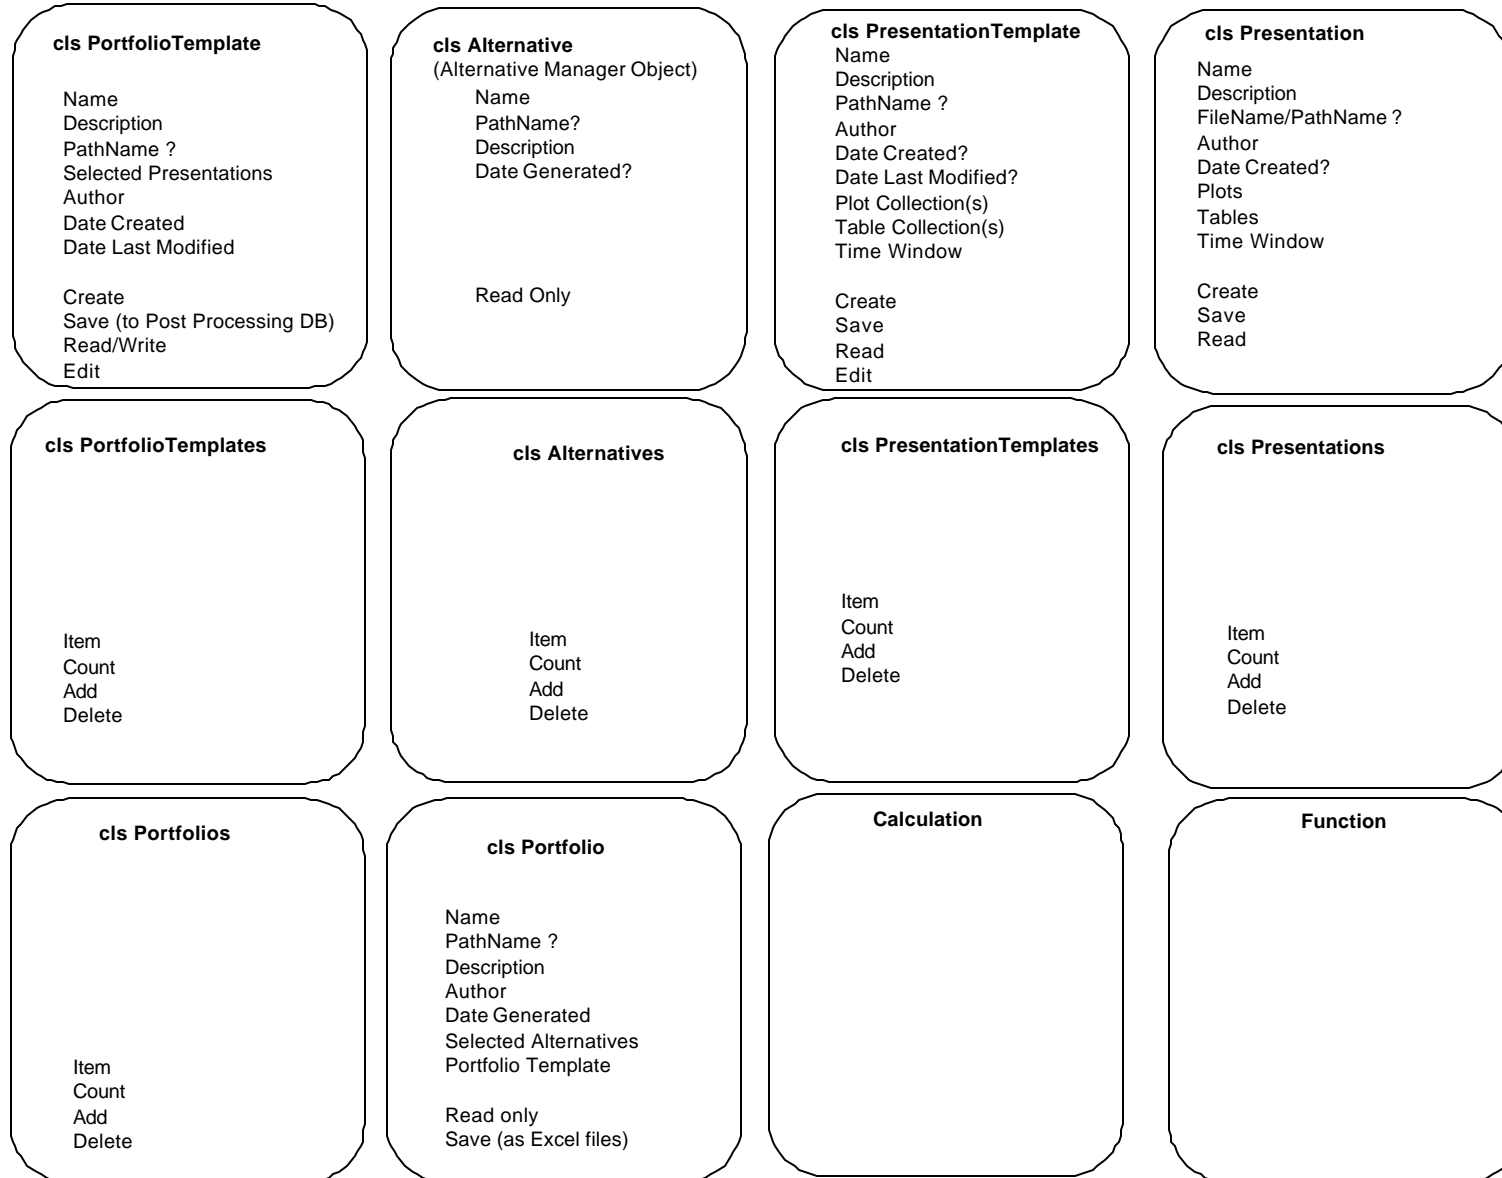 cls PortfolioTemplate
Name
Description
PathName ?
Selected Presentations
Author
Date Created
Date Last Modified
Create
Save (to Post Processing DB)
Read/Write
Edit
cls Alternative
(Alternative Manager Object)
Name
PathName?
Description
Date Generated?
Read Only
cls PresentationTemplate
Name
Description
PathName ?
Author
Date Created?
Date Last Modified?
Plot Collection(s)
Table Collection(s)
Time Window
Create
Save
Read
Edit
cls Presentation
Name
Description
FileName/PathName ?
Author
Date Created?
Plots
Tables
Time Window
Create
Save
Read
cls PortfolioTemplates
Item
Count
Add
Delete
cls Alternatives
Item
Count
Add
Delete
cls PresentationTemplates
Item
Count
Add
Delete
cls Presentations
Item
Count
Add
Delete
cls Portfolios
Item
Count
Add
Delete
cls Portfolio
Name
PathName ?
Description
Author
Date Generated
Selected Alternatives
Portfolio Template
Read only
Save (as Excel files)
Calculation
Function